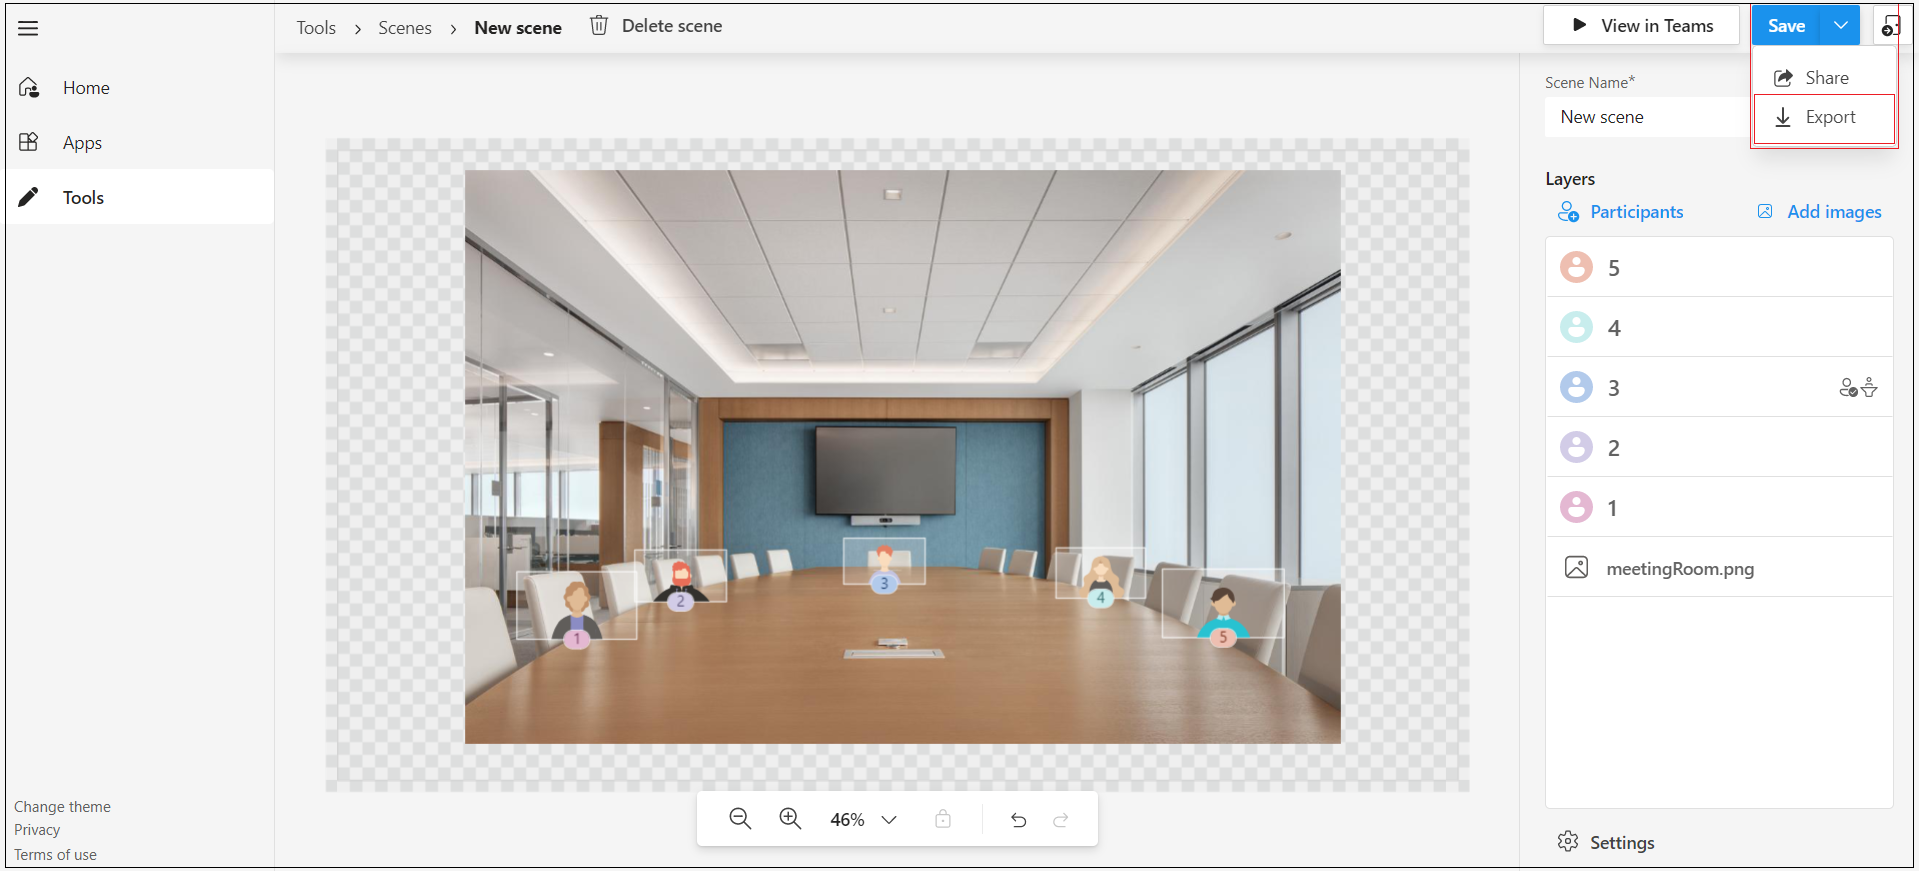 Tools > Scenes > New scene
Delete scene
View in Teams
Save
Share
Export
Home
Apps
Tools
Change theme
Privacy
Terms of use
1
2
3
4
5
46%
Scene Name*
New scene
Layers
Participants
Add images
5
4
3
2
1
meetingRoom.png
Settings